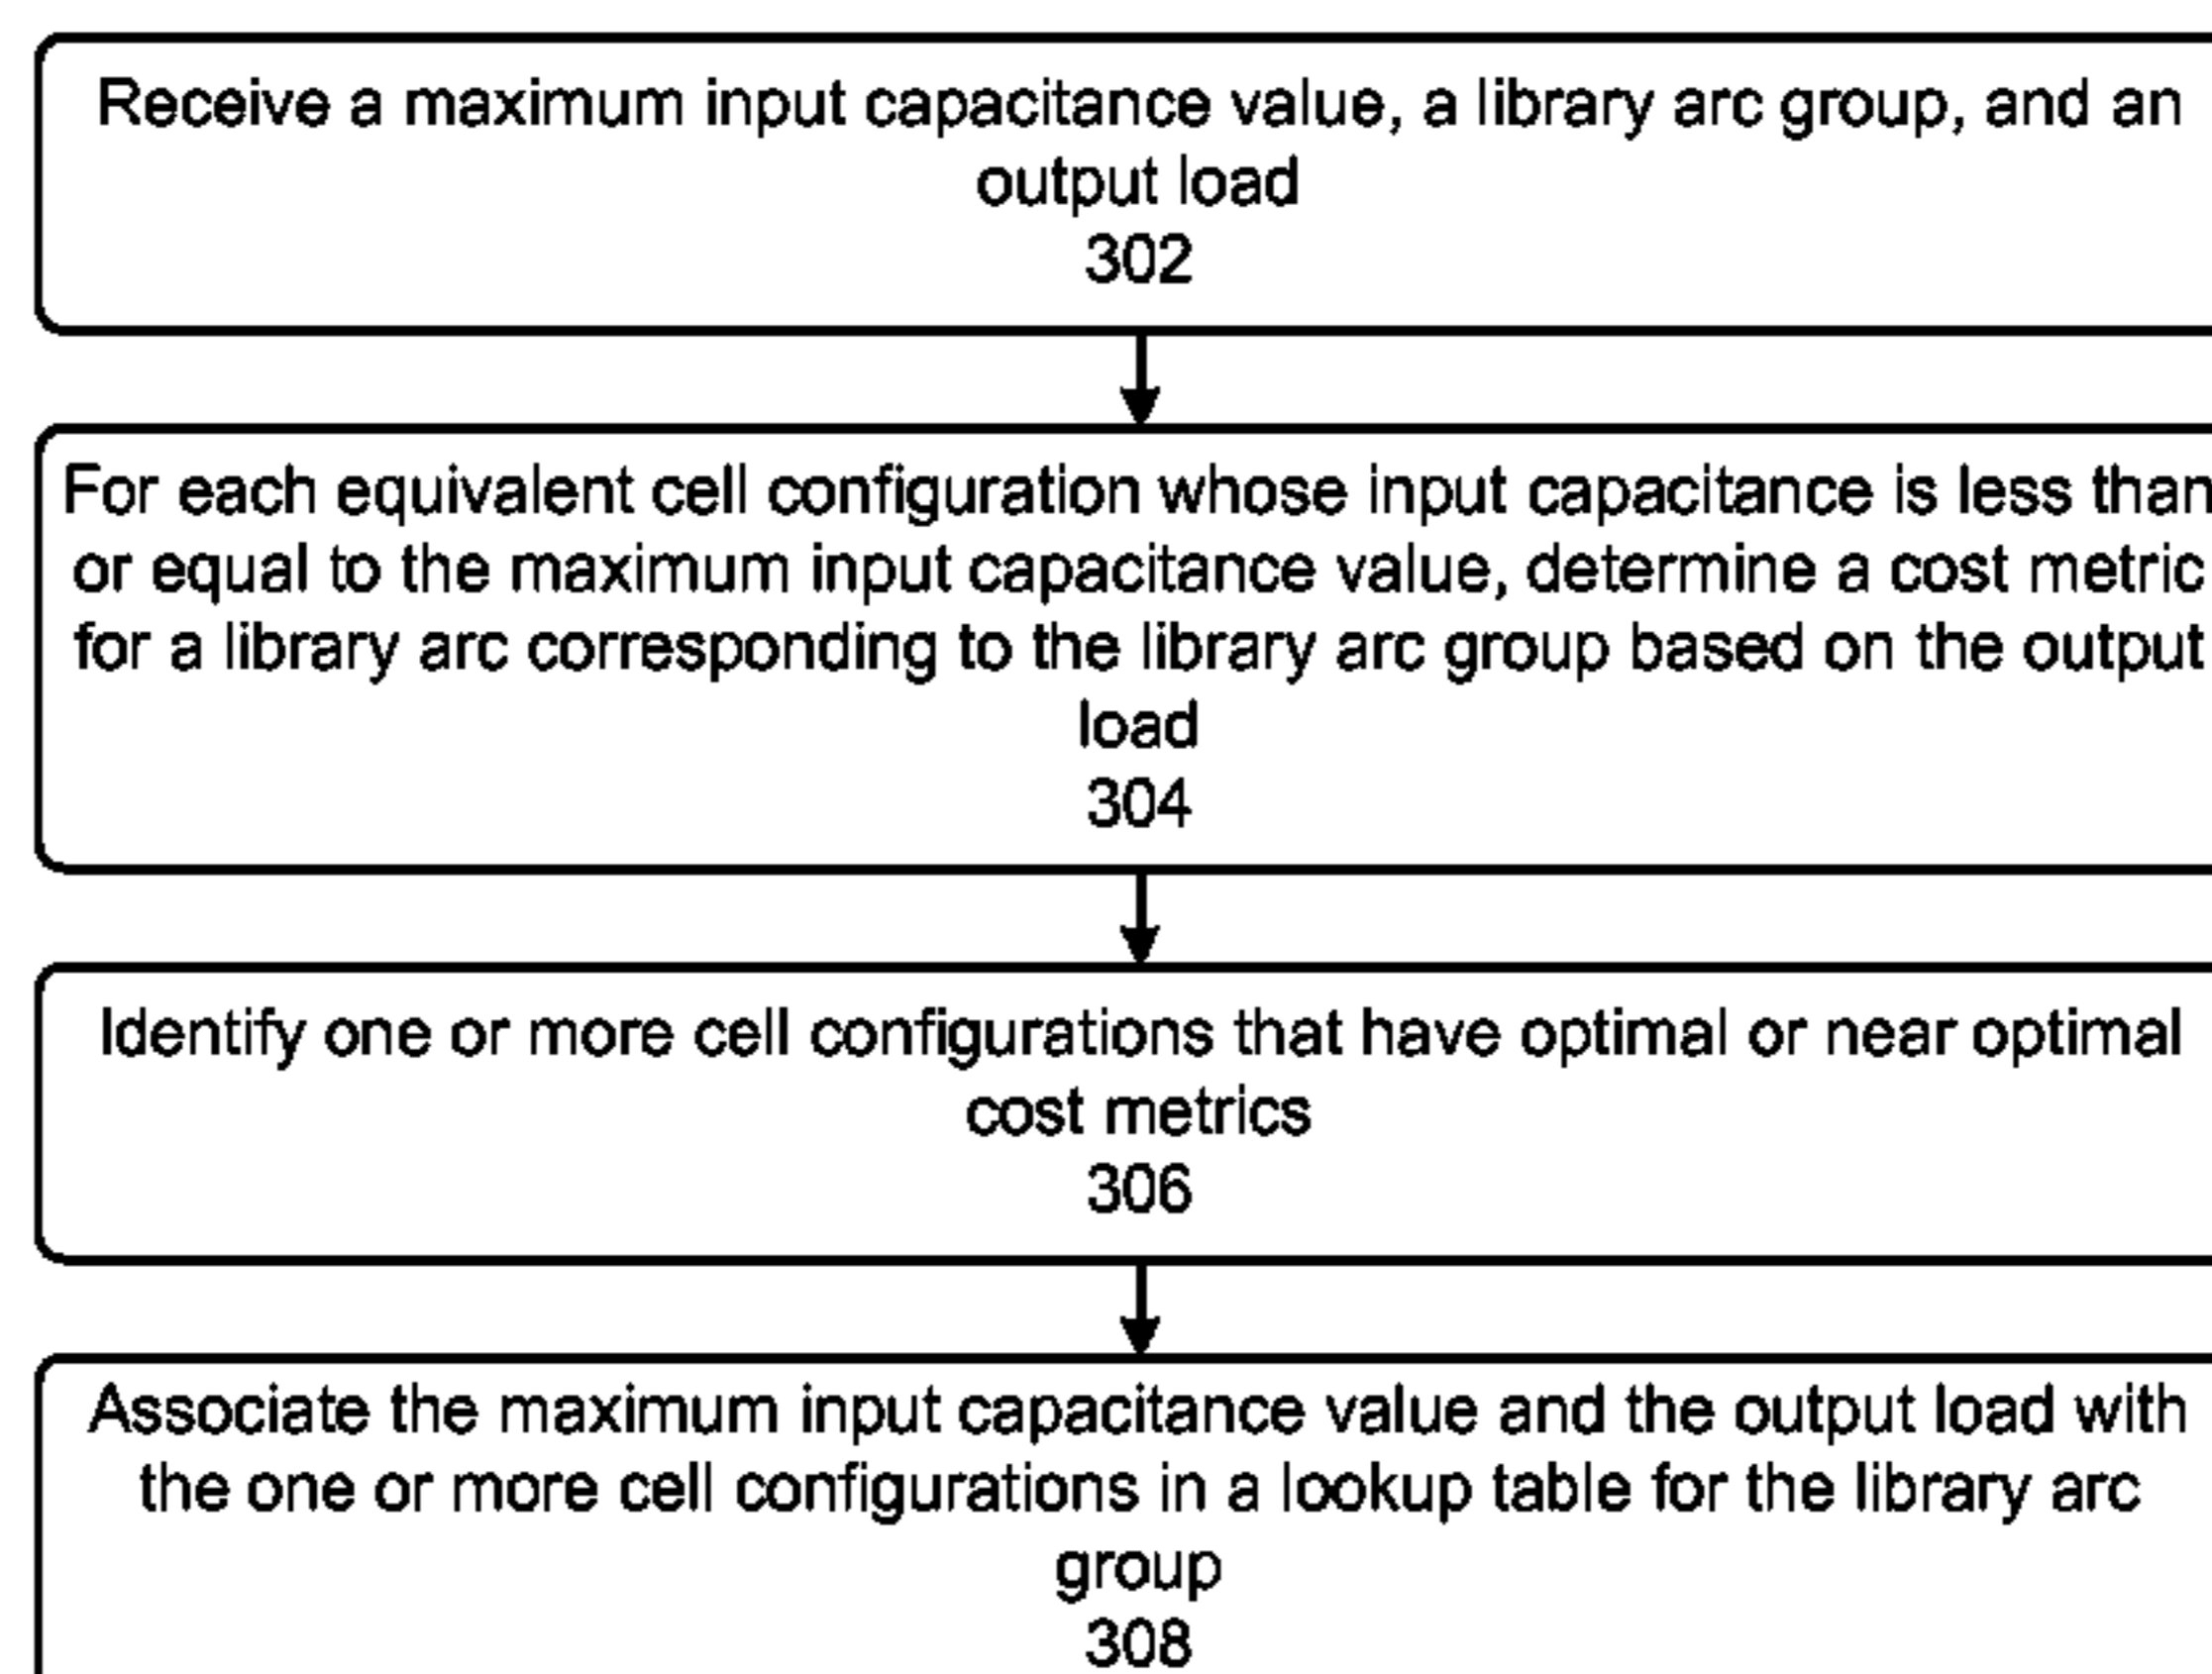 Receive a maximum input capacitance value, a library arc group, and an
output load
302
For each equivalent cell configuration whose input capacitance is less than
or equal to the maximum input capacitance value, determine a cost metric
for a library arc corresponding to the library arc group based on the output
load
304
Identify one or more cell configurations that have optimal or near optimal
cost metrics
306
Associate the maximum input capacitance value and the output load with
the one or more cell configurations in a lookup table for the library arc
group
308